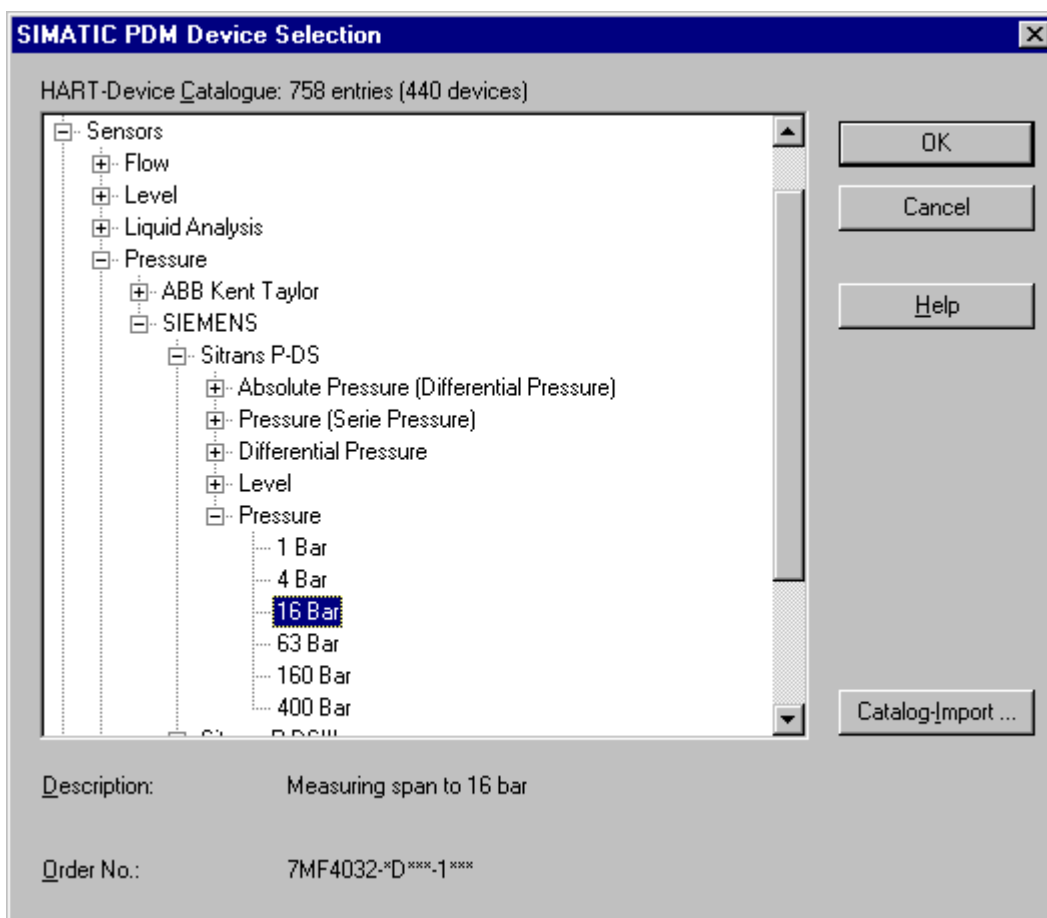 SIMATIC PDM Device Selection
HART-Device Catalogue: 758 entries (440 devices)
Sensors
Flow
Level
Liquid Analysis
Pressure
ABB Kent Taylor
SIEMENS
Sitrans P-DS
Absolute Pressure (Differential Pressure)
Pressure (Serie Pressure)
Differential Pressure
Level
Pressure
1 Bar
4 Bar
16 Bar
63 Bar
160 Bar
400 Bar
OK
Cancel
Help
Catalog-Import ...
Description: Measuring span to 16 bar
Order No.: 7MF4032-*D***-1***